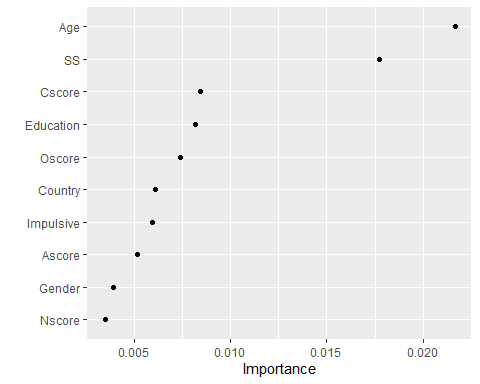 Age
SS
Cscore
Education
Oscore
Country
Impulsive
Ascore
Gender
Nscore
0.005 0.010 0.015 0.020
Importance